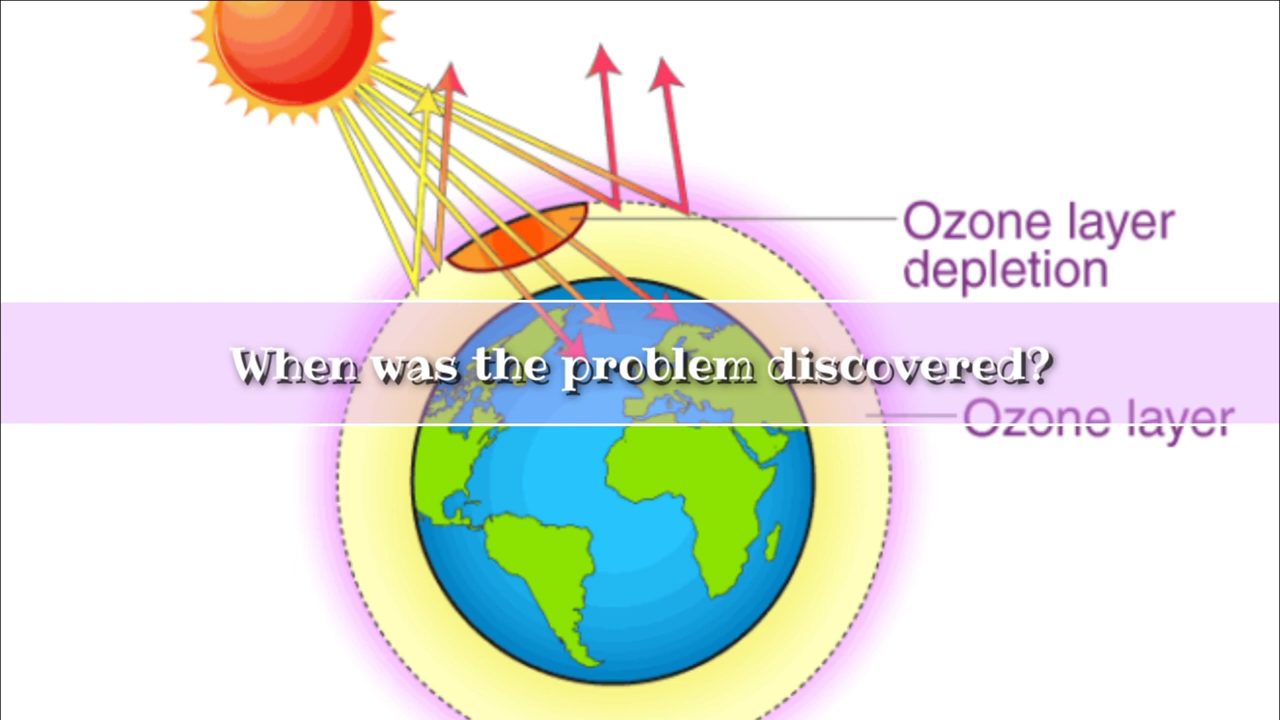 Ozone layer
depletion
When was the problem discovered?
Ozone layer